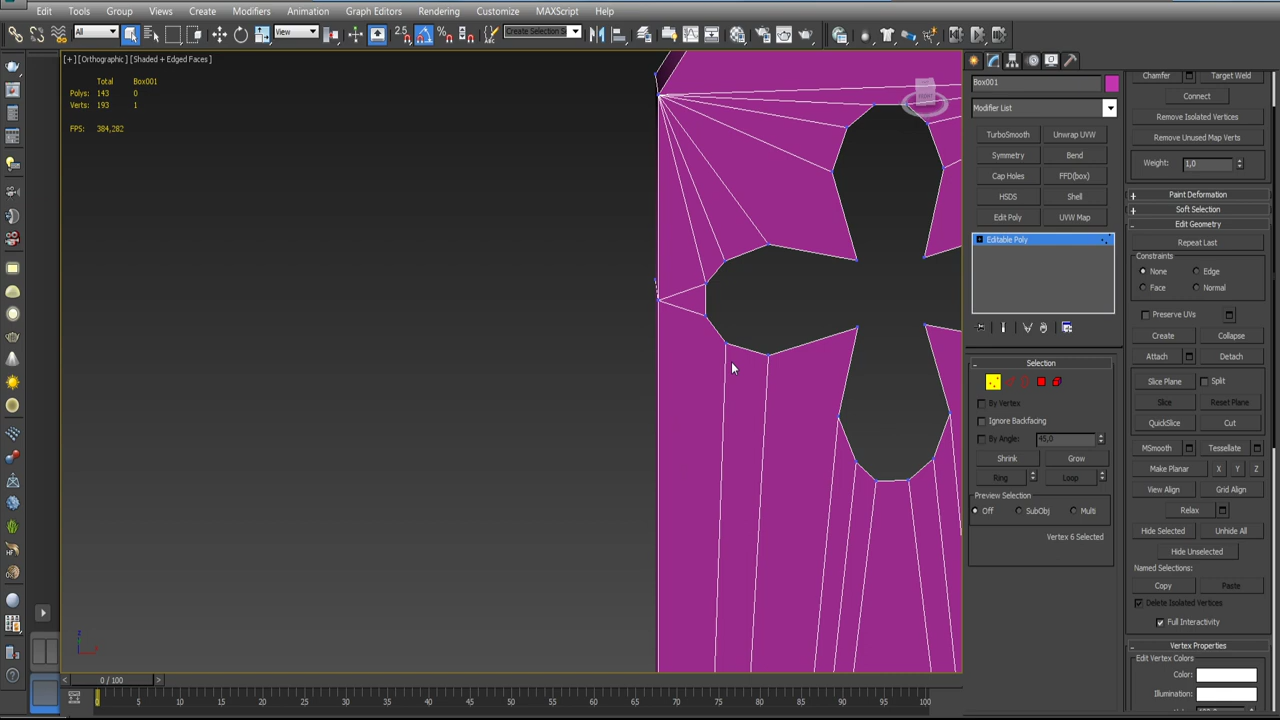 Edit Tools Group Views Create Modifiers Animation Graph Editors Rendering Customize MAXScript Help
All View 2.5 Create Selection S
[+] [Orthographic] [Shaded + Edged Faces]
Total Box001
Polys: 143 0
Verts: 193 1
FPS: 384,282
Box001
Modifier List
TurboSmooth Unwrap UVW
Symmetry Bend
Cap Holes FFD(box)
HSDS Shell
Edit Poly UVW Map
Editable Poly
Selection
By Vertex
Ignore Backfacing
By Angle: 45,0
Shrink Grow
Ring Loop
Preview Selection
Off SubObj Multi
Vertex 6 Selected
Chamfer Target Weld
Connect
Remove Isolated Vertices
Remove Unused Map Verts
Weight: 1,0
+ Paint Deformation
+ Soft Selection
- Edit Geometry
Repeat Last
Constraints
None Edge
Face Normal
Preserve UVs
Create Collapse
Attach Detach
Slice Plane Split
Slice Reset Plane
QuickSlice Cut
MSmooth Tessellate
Make Planar X Y Z
View Align Grid Align
Relax
Hide Selected Unhide All
Hide Unselected
Named Selections:
Copy Paste
Delete Isolated Vertices
Full Interactivity
- Vertex Properties
Edit Vertex Colors
Color:
Illumination:
0 / 100
0 5 10 15 20 25 30 35 40 45 50 55 60 65 70 75 80 85 90 95 100